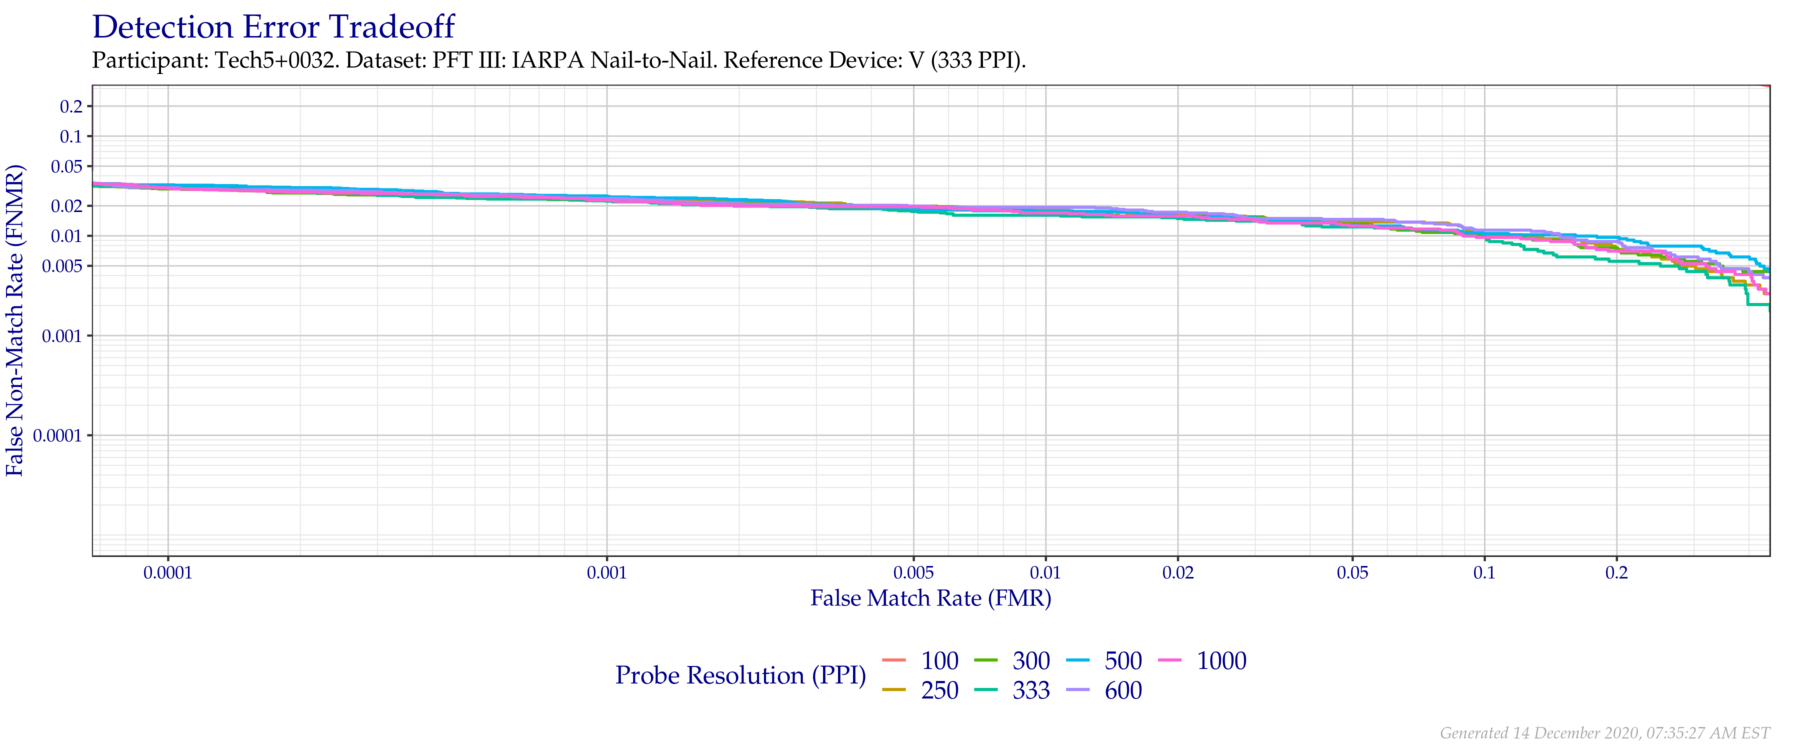 Detection Error Tradeoff
Participant: Tech5+0032. Dataset: PFT III: IARPA Nail-to-Nail. Reference Device: V (333 PPI).
False Non-Match Rate (FNMR)
0.2
0.1
0.05
0.02
0.01
0.005
0.001
0.0001
0.0001 0.001 0.005 0.01 0.02 0.05 0.1 0.2
False Match Rate (FMR)
Probe Resolution (PPI)
100 300 500 1000
250 333 600
Generated 14 December 2020, 07:35:27 AM EST